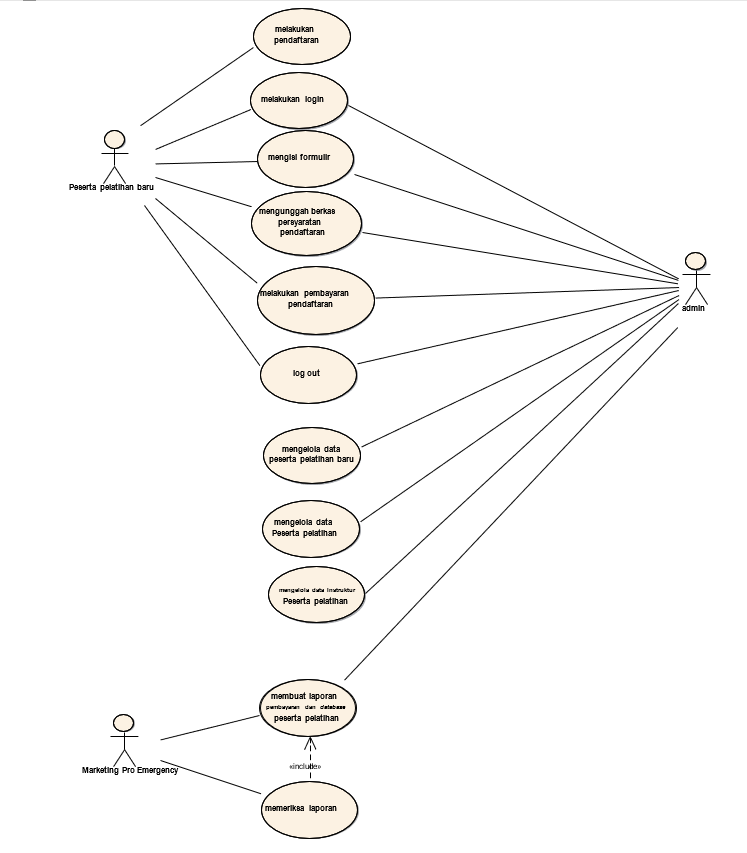 melakukan
pendaftaran
melakukan login
mengisi formulir
mengunggah berkas
persyaratan
pendaftaran
Peserta pelatihan baru
melakukan pembayaran
pendaftaran
admin
log out
mengelola data
peserta pelatihan baru
mengelola data
Peserta pelatihan
mengelola data instruktur
Peserta pelatihan
membuat laporan
pembayaran dan database
peserta pelatihan
«include»
Marketing Pro Emergency
memeriksa laporan